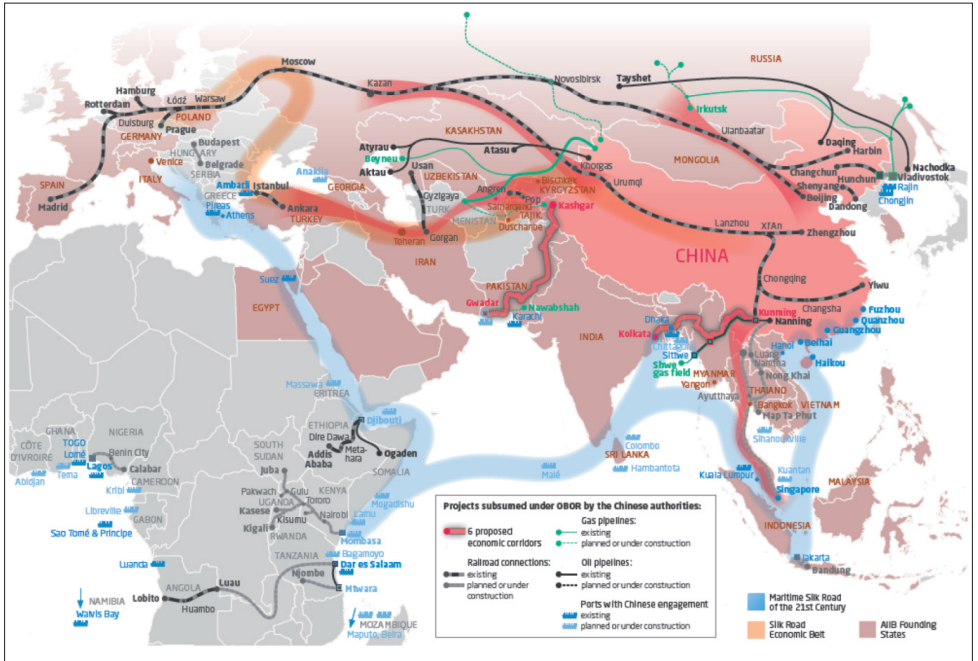 Moscow
Hamburg
Rotterdam
Łódź
Warsaw
Duisburg
POLAND
GERMANY
Prague
Budapest
HUNGARY
Belgrade
SERBIA
Venice
ITALY
SPAIN
Madrid
GREECE
Piräus
Athens
Ambarli
Istanbul
Ankara
TURKEY
Anaklia
GEORGIA
Kazan
Novosibirsk
Tayshet
RUSSIA
Irkutsk
Ulanbaatar
MONGOLIA
KASAKHSTAN
Atyrau
Beyneu
Aktau
Atasu
Khorgas
Usan
UZBEKISTAN
Gyzlgaya
TURK
MENISTAN
Angren
Pop
Samarkand
TAJIK.
Duschanbe
Bischkin
KYRGYZSTAN
Kashgar
Urumqi
Teheran
Gorgan
IRAN
Daqing
Harbin
Changchun
Shenyang
Hunchun
Beijing
Dandong
Nachodka
Vladivostok
Rajin
Chongjin
Lanzhou
XI'AN
Zhengzhou
CHINA
Chongqing
Yiwu
Changsha
Fuzhou
Quanzhou
Guangzhou
Kunming
Nanning
Beihai
Hanoi
Haikou
Suez
EGYPT
PAKISTAN
Gwadar
Nawabshah
Karachi
INDIA
Dhaka
Kolkata
Chittagong
Sittwe
Shwe
gas field
MYANMAR
Yangon
Luang
Namtha
Nong Khai
THAILAND
Ayutthaya
Bangkok
VIETNAM
Map Ta Phut
Sihanoukville
Massawa
ERITREA
Djibouti
ETHIOPIA
Dire Dawa
Meta-
hara
Addis
Ababa
Ogaden
SOMALIA
SOUTH
SUDAN
Juba
Pakwach
Gulu
UGANDA
Tororo
KENYA
Kasese
Kisumu
Nairobi
Lamu
Mogadishu
Kigali
RWANDA
Mombasa
TANZANIA
Bagamoyo
Dar es Salaam
Njombe
Mtwara
CÔTE
D'IVOIRE
GHANA
TOGO
Lomé
NIGERIA
Benin City
Abidjan
Tema
Lagos
Calabar
CAMEROON
Kribi
Libreville
GABON
Sao Tomé & Principe
Luanda
ANGOLA
Luau
Lobito
Huambo
NAMIBIA
Walvis Bay
MOZAMBIQUE
Maputo, Beira
Colombo
SRI LANKA
Hambantota
Malé
Kuala Lumpur
Kuantan
Singapore
MALAYSIA
INDONESIA
Jakarta
Bandung
Projects subsumed under OBOR by the Chinese authorities:
6 proposed
economic corridors
Gas pipelines:
existing
planned or under construction
Railroad connections:
existing
planned or under
construction
Oil pipelines:
existing
planned or under construction
Ports with Chinese engagement
existing
planned or under construction
Maritime Silk Road
of the 21st Century
Silk Road
Economic Belt
AIIB Founding
States